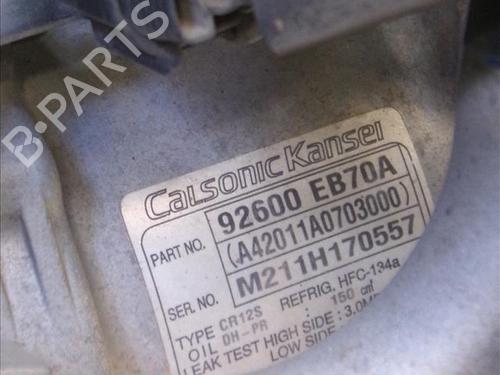 B-PARTS
CalsonicKansei
PART NO. 92600 EB70A
(A42011A0703000)
SER. NO. M211H170557
TYPE CR12S REFRIG. HFC-134a
OIL DH-PR : 150 cm³
LEAK TEST HIGH SIDE : 3.0M
LOW SIDE :